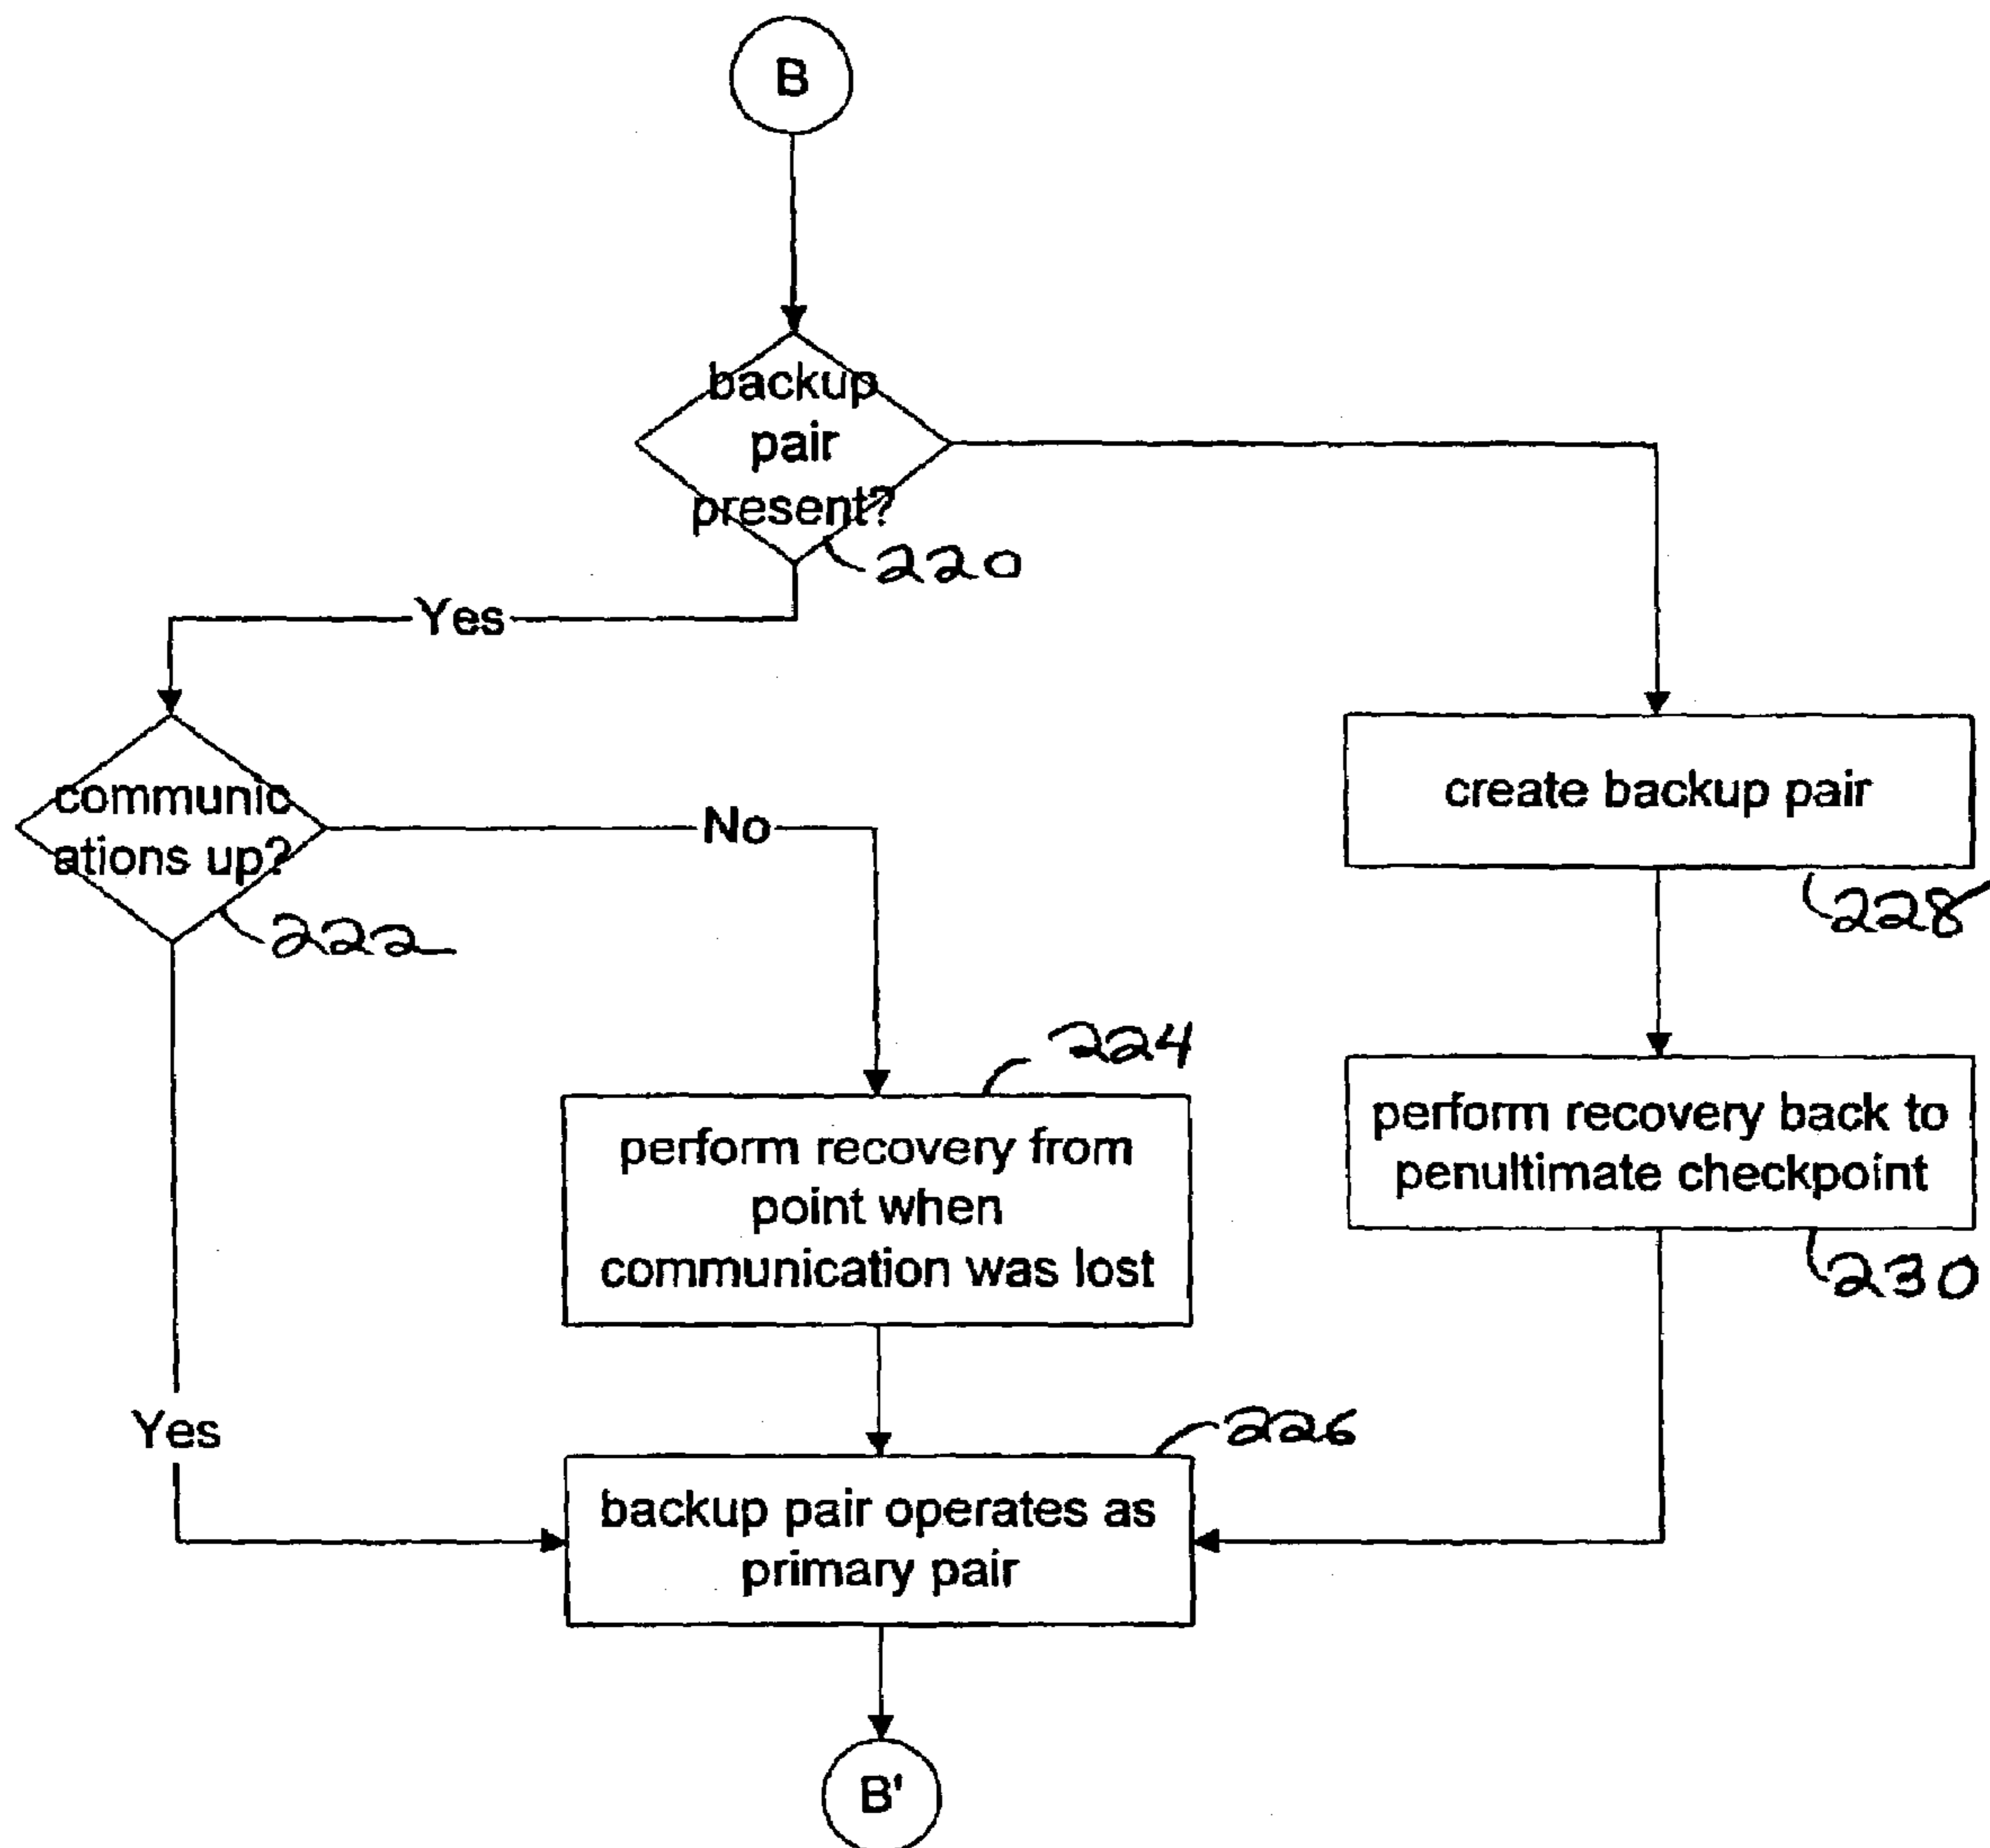 B
backup
pair
present?
220
Yes
communic
ations up?
222
No
create backup pair
228
224
perform recovery from
point when
communication was lost
perform recovery back to
penultimate checkpoint
230
Yes
226
backup pair operates as
primary pair
B'